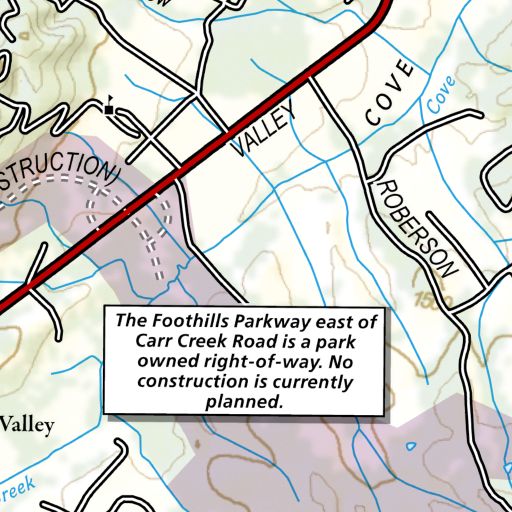 VALLEY
COVE
Cove
STRUCTION)
ROBERSON
The Foothills Parkway east of
Carr Creek Road is a park
owned right-of-way. No
construction is currently
planned.
Valley
reek